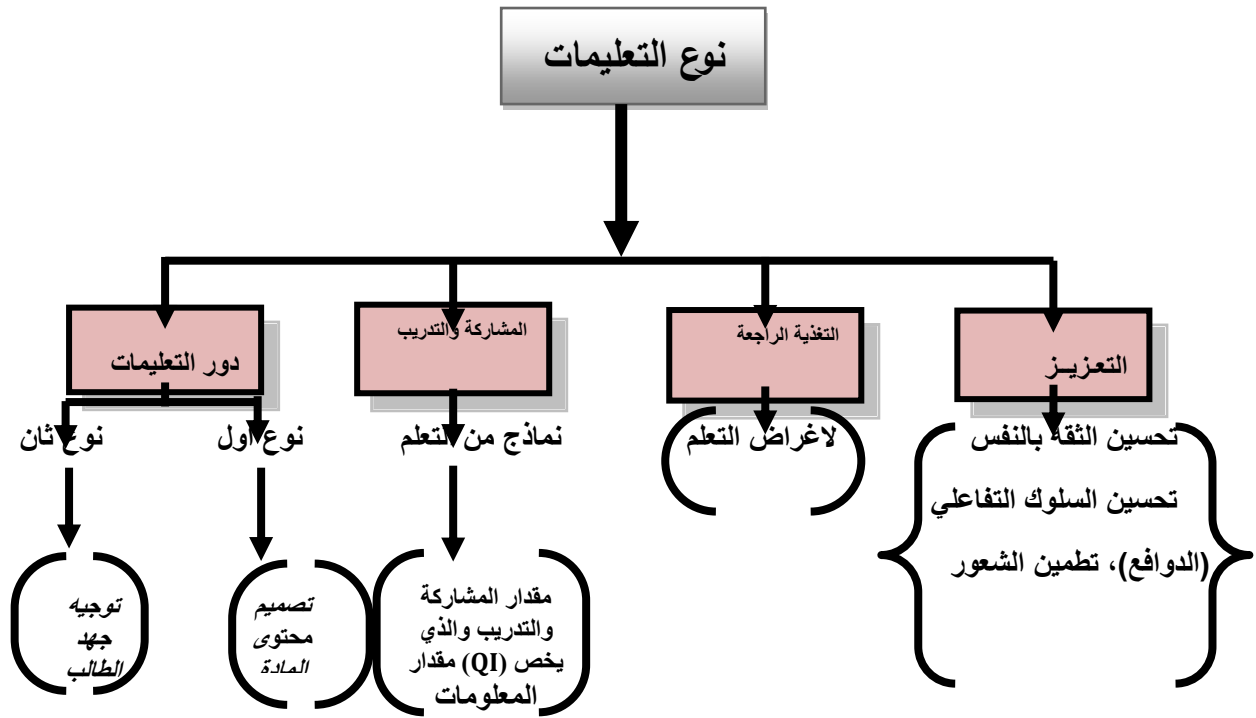 نوع التعليمات
التعـزيــز
التغذية الراجعة
المشاركة والتدريب
دور التعليمات
تحسين الثقة بالنفس
تحسين السلوك التفاعلي
(الدوافع)، تطمين الشعور
لاغراض التعلم
نماذج من التعلم
نوع اول
نوع ثان
مقدار المشاركة
والتدريب والذي
يخص (QI) مقدار
المعلومات
تصميم
محتوى
المادة
توجيه
جهد
الطالب